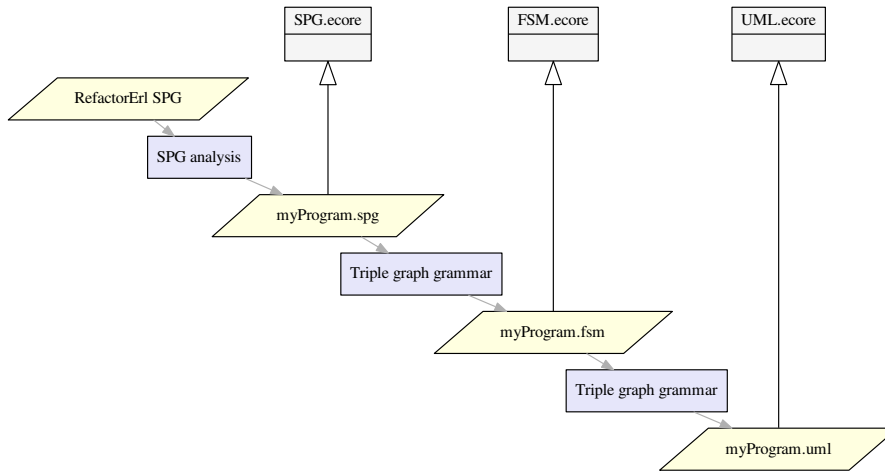 SPG.ecore
FSM.ecore
UML.ecore
RefactorErl SPG
SPG analysis
myProgram.spg
Triple graph grammar
myProgram.fsm
Triple graph grammar
myProgram.uml